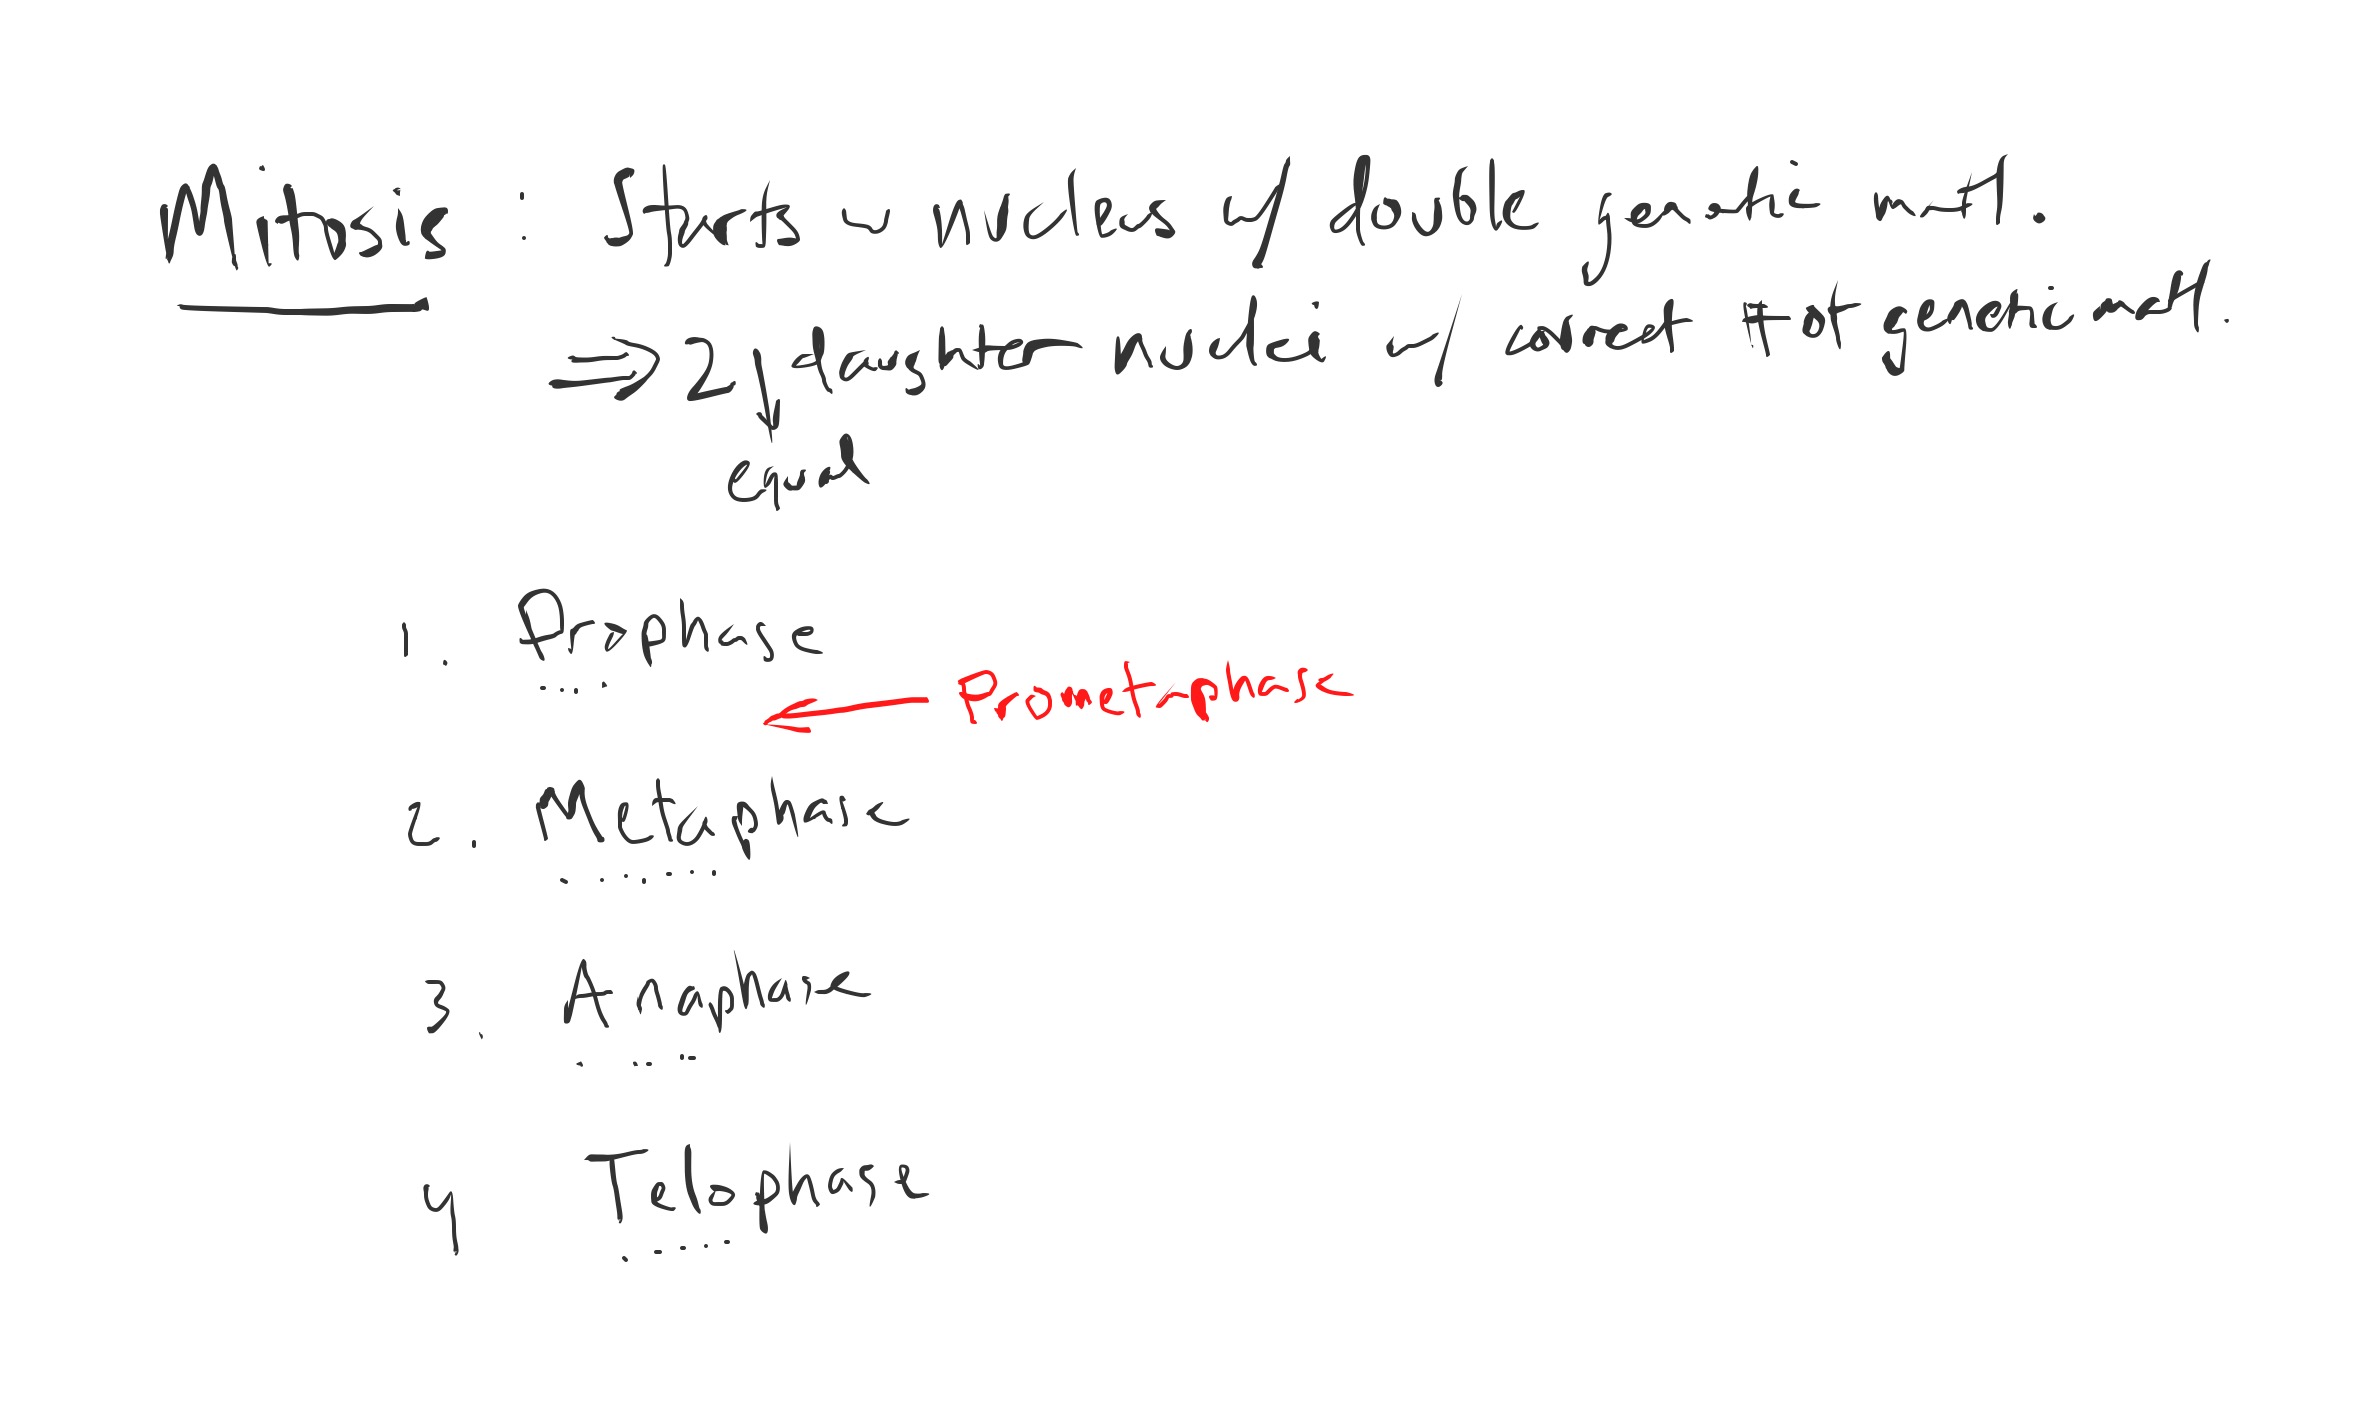 Mitosis : Starts w nucleus w/ double genetic mat'l.
⇒ 2 daughter nuclei w/ correct # of genetic mat'l.
equal
1. Prophase
← Prometaphase
2. Metaphase
3. Anaphase
4 Telophase